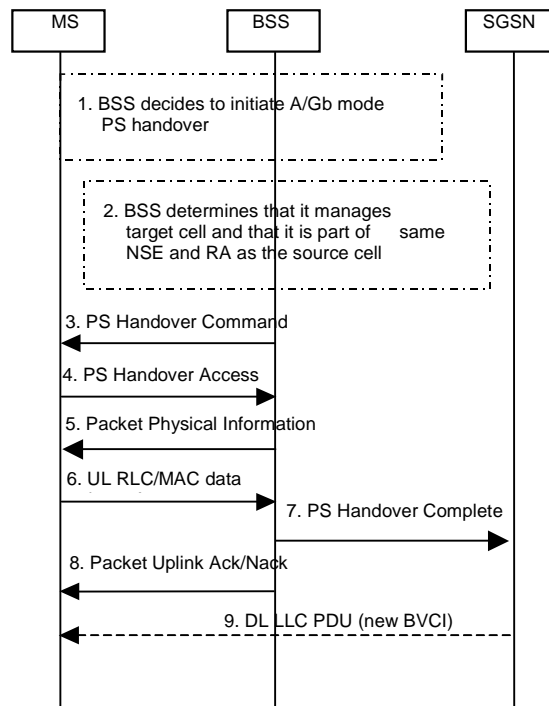 MS
BSS
SGSN
1. BSS decides to initiate A/Gb mode
PS handover
2. BSS determines that it manages
target cell and that it is part of same
NSE and RA as the source cell
3. PS Handover Command
4. PS Handover Access
5. Packet Physical Information
6. UL RLC/MAC data
7. PS Handover Complete
8. Packet Uplink Ack/Nack
9. DL LLC PDU (new BVCI)